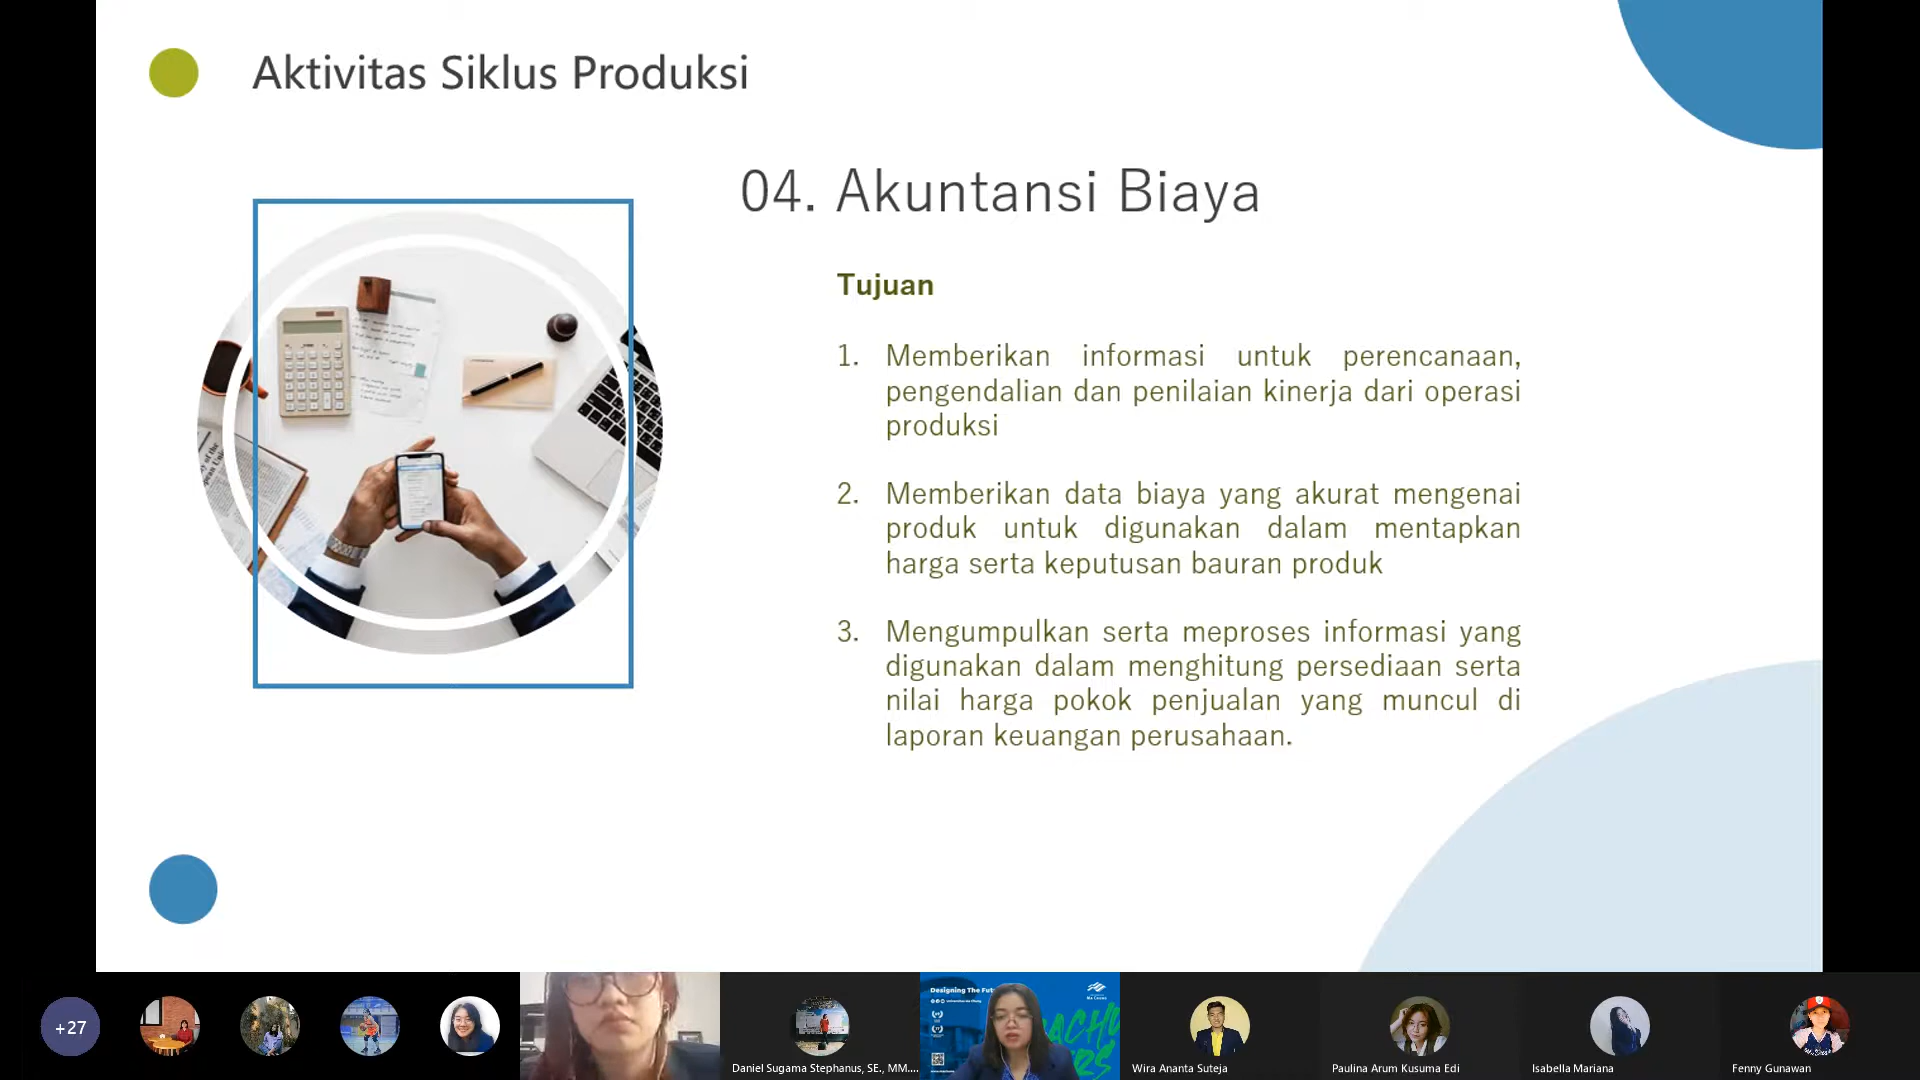 Aktivitas Siklus Produksi
04. Akuntansi Biaya
Tujuan
1. Memberikan informasi untuk perencanaan,
pengendalian dan penilaian kinerja dari operasi
produksi
2. Memberikan data biaya yang akurat mengenai
produk untuk digunakan dalam mentapkan
harga serta keputusan bauran produk
3. Mengumpulkan serta meproses informasi yang
digunakan dalam menghitung persediaan serta
nilai harga pokok penjualan yang muncul di
laporan keuangan perusahaan.
+27
Daniel Sugama Stephanus, SE., MM....
Designing The Fut
Wira Ananta Suteja
Paulina Arum Kusuma Edi
Isabella Mariana
Fenny Gunawan